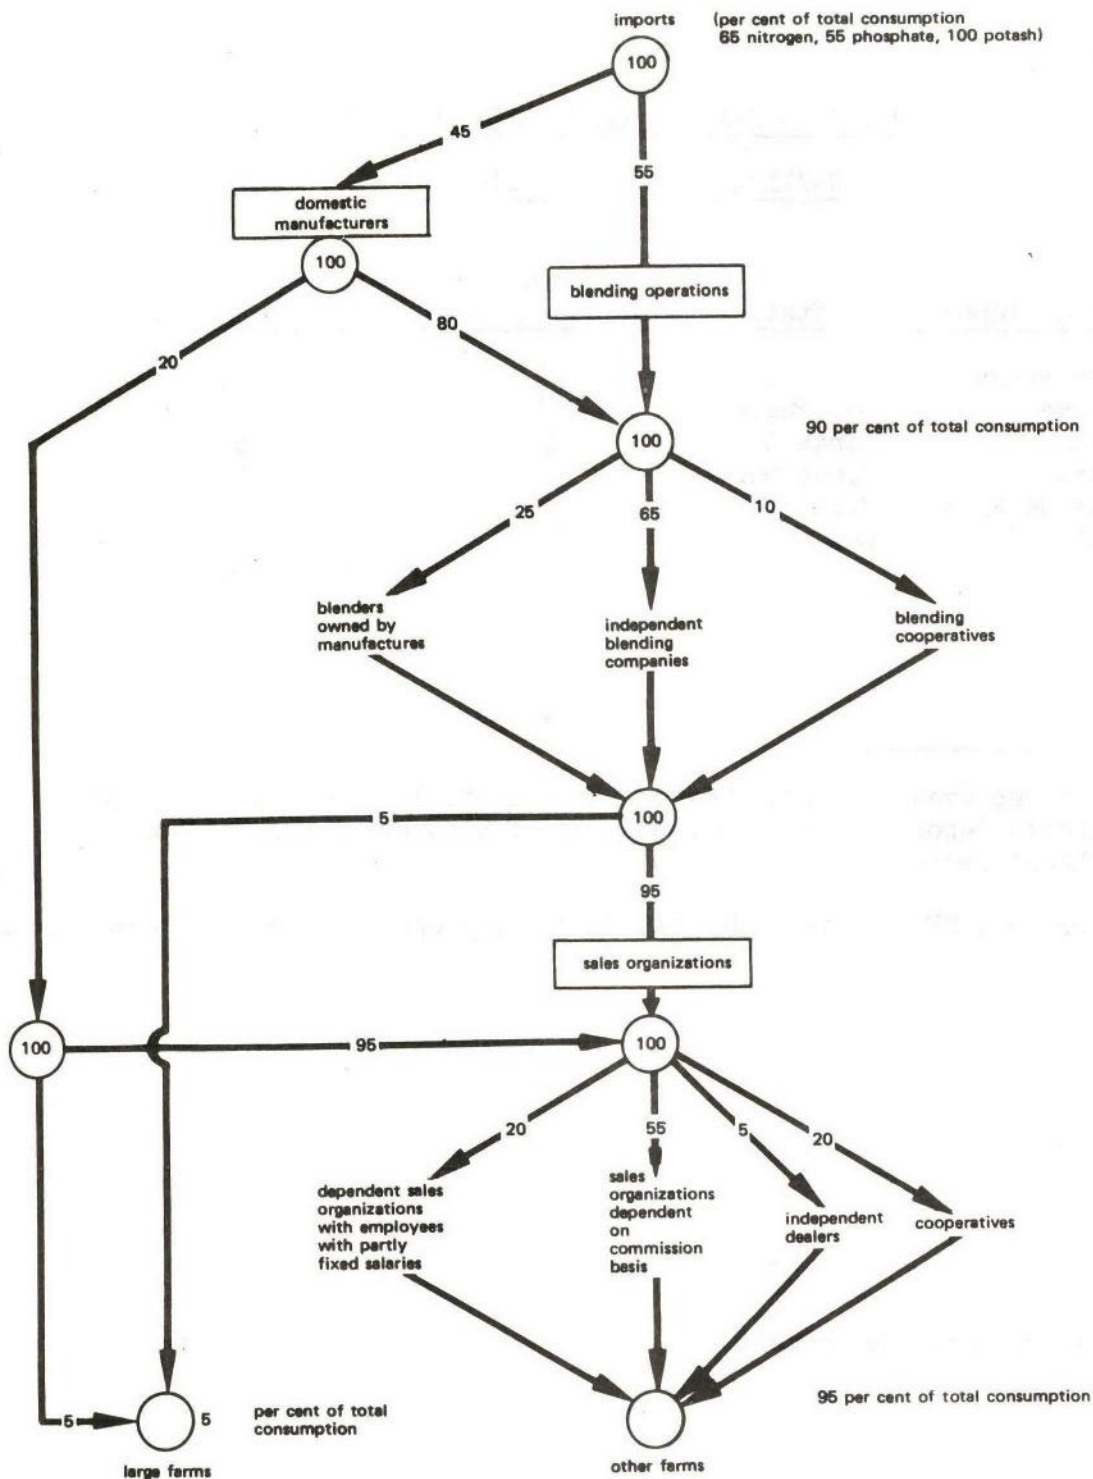 imports
(per cent of total consumption
65 nitrogen, 55 phosphate, 100 potash)
100
45
55
domestic
manufacturers
100
blending operations
80
20
100
90 per cent of total consumption
25
65
10
blenders
owned by
manufactures
independent
blending
companies
blending
cooperatives
5
100
95
sales organizations
100
95
100
20
55
5
20
dependent sales
organizations
with employees
with partly
fixed salaries
sales
organizations
dependent
on
commission
basis
independent
dealers
cooperatives
5
5
per cent of total
consumption
95 per cent of total consumption
large farms
other farms